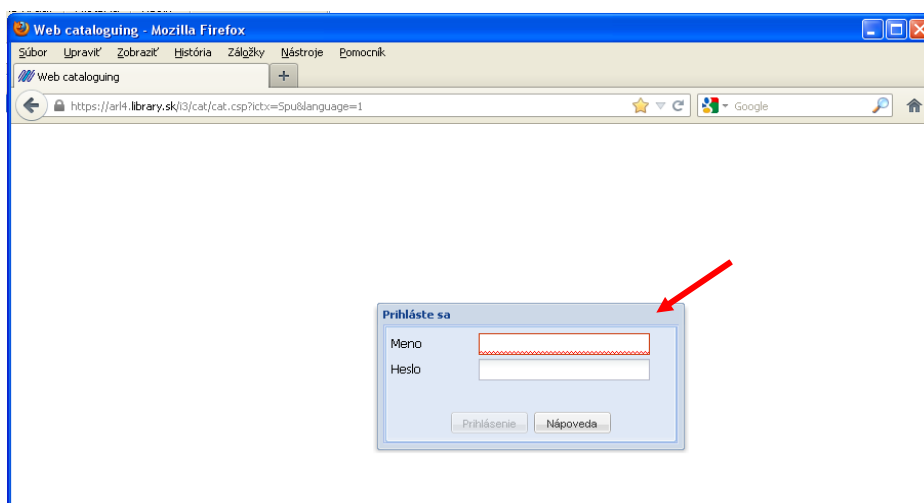 Web cataloguing - Mozilla Firefox
Súbor Upraviť Zobraziť História Záložky Nástroje Pomocník
Web cataloguing +
https://arl4.library.sk/i3/cat/cat.csp?ictx=Spu&language=1 Google
Prihláste sa
Meno
Heslo
Prihlásenie Nápoveda